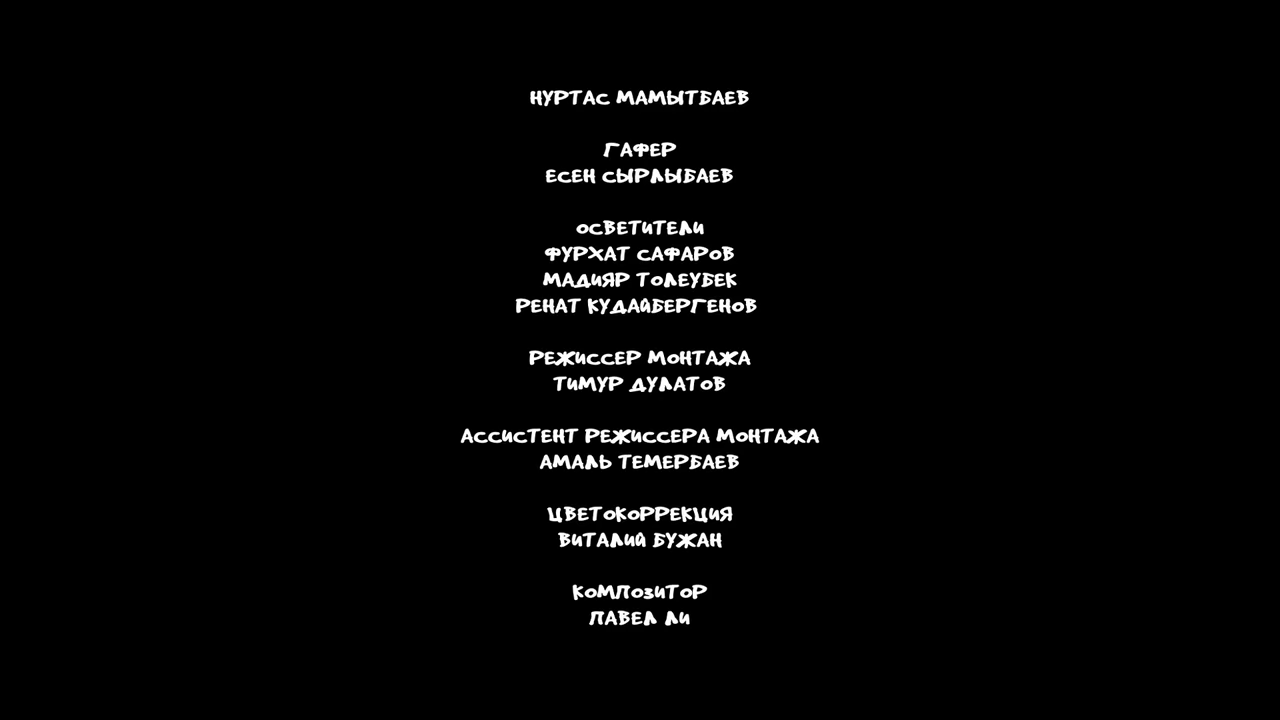 НУРТАС МАМЫТБАЕВ
ГАФЕР
ЕСЕН СЫРЛЫБАЕВ
ОСВЕТИТЕЛИ
ФУРХАТ САФАРОВ
МАДИЯР ТОЛЕУБЕК
РЕНАТ КУДАЙБЕРГЕНОВ
РЕЖИССЕР МОНТАЖА
ТИМУР ДУЛАТОВ
АССИСТЕНТ РЕЖИССЕРА МОНТАЖА
АМАЛЬ ТЕМЕРБАЕВ
ЦВЕТОКОРРЕКЦИЯ
ВИТАЛИЙ БУЖАН
КОМПОЗИТОР
ПАВЕЛ ЛИ